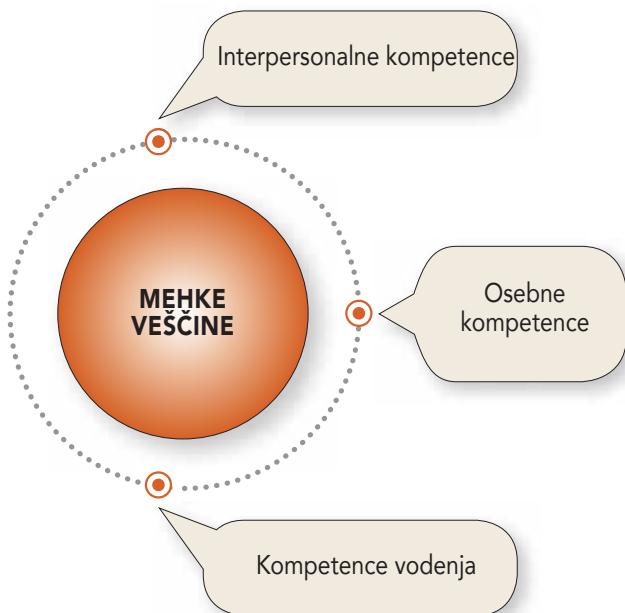 Interpersonalne kompetence
MEHKE
VEŠČINE
Osebne
kompetence
Kompetence vodenja